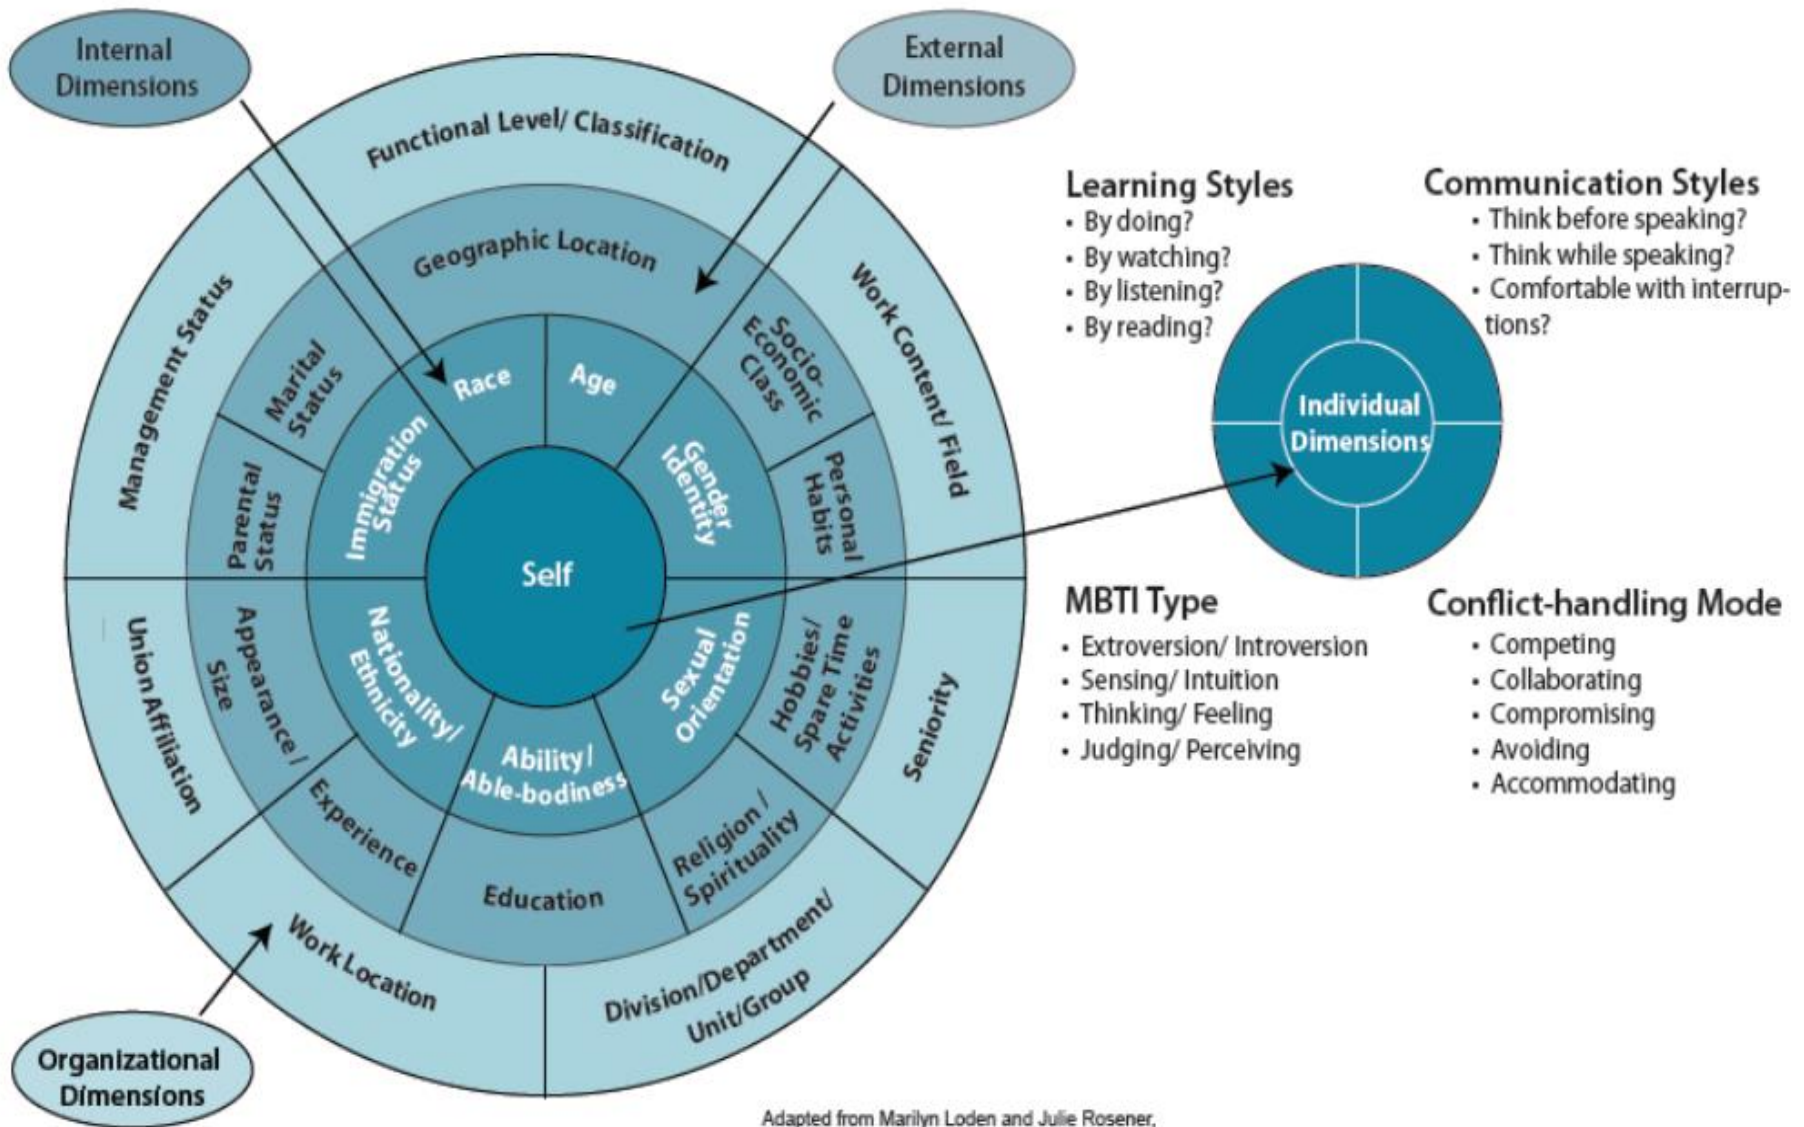 Internal
Dimensions
External
Dimensions
Functional Level/ Classification
Management Status
Work Content/ Field
Geographic Location
Marital
Status
Socio-
Economic
Class
Parental
Status
Personal
Habits
Race
Age
Immigration
Status
Gender
Identity
Self
Nationality/
Ethnicity
Sexual
Orientation
Ability/
Able-bodiness
Appearance /
Size
Hobbies/
Spare Time
Activities
Experience
Religion /
Spirituality
Education
Union Affiliation
Seniority
Work Location
Division/Department/
Unit/Group
Organizational
Dimensions
Learning Styles
• By doing?
• By watching?
• By listening?
• By reading?
Communication Styles
• Think before speaking?
• Think while speaking?
• Comfortable with interrup-
tions?
Individual
Dimensions
MBTI Type
• Extroversion/ Introversion
• Sensing/ Intuition
• Thinking/ Feeling
• Judging/ Perceiving
Conflict-handling Mode
• Competing
• Collaborating
• Compromising
• Avoiding
• Accommodating
Adapted from Marilyn Loden and Julie Rosener,